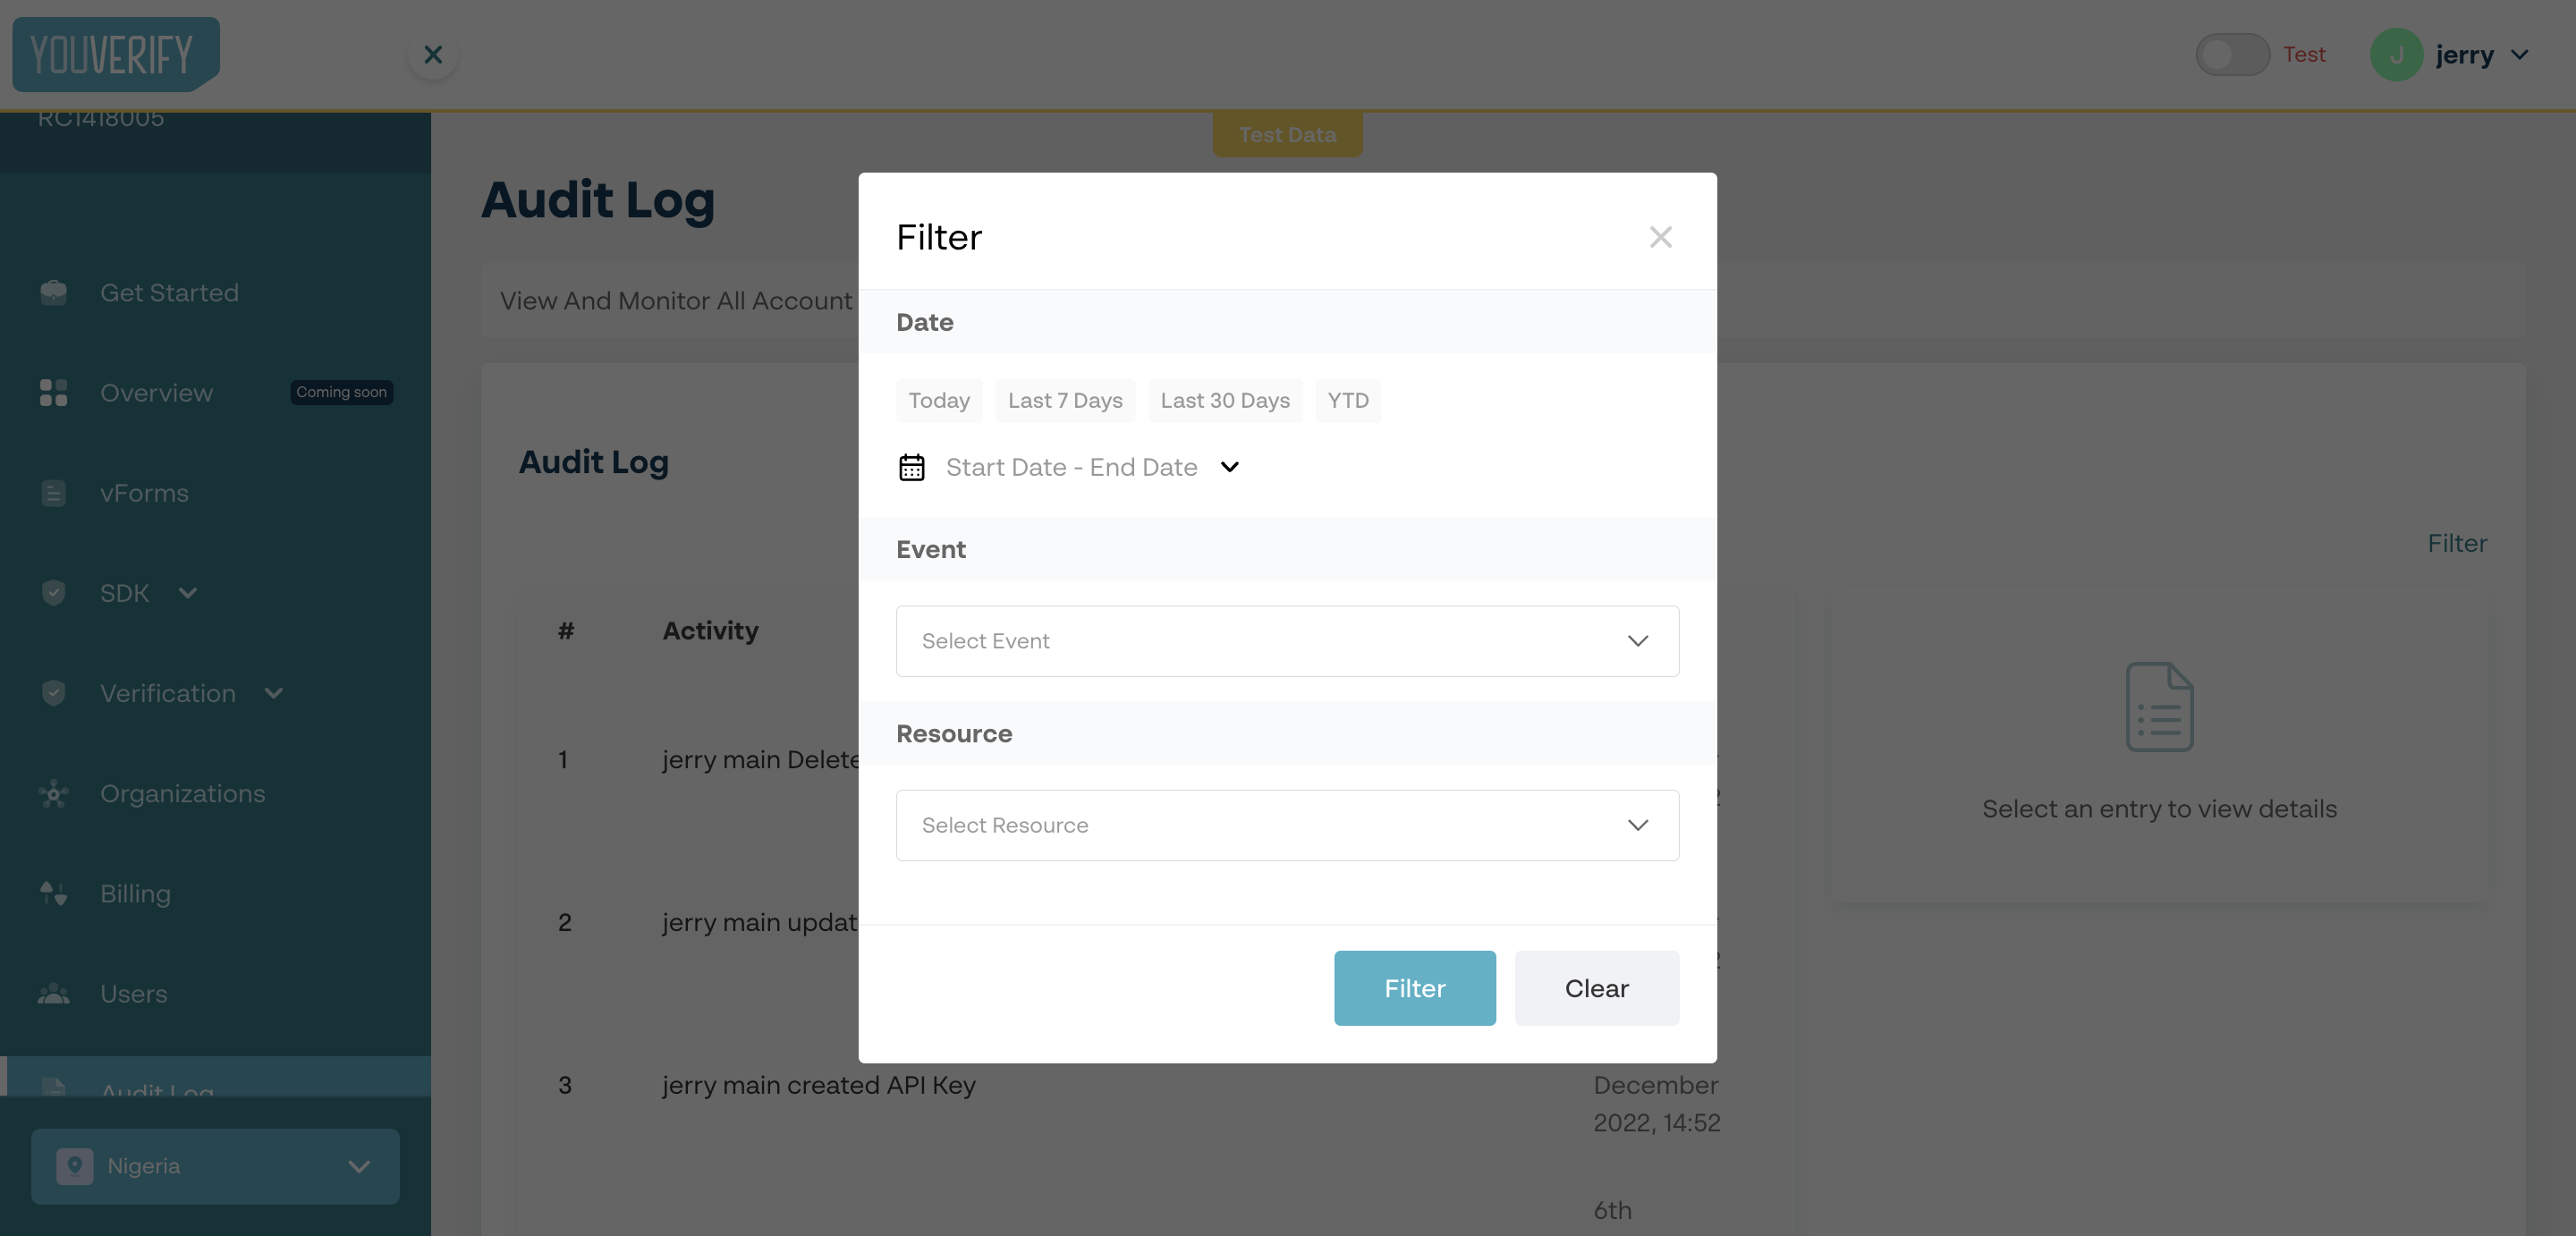 YOUVERIFY
Test
J
jerry
RC1418005
Test Data
Get Started
Overview
Coming soon
vForms
SDK
Verification
Organizations
Billing
Users
Audit Log
Nigeria
Audit Log
View And Monitor All Account
Audit Log
Filter
# Activity
1 jerry main Delete
2 jerry main updat
3 jerry main created API Key
December
2022, 14:52
6th
Select an entry to view details
Filter
Date
Today Last 7 Days Last 30 Days YTD
Start Date - End Date
Event
Select Event
Resource
Select Resource
Filter Clear